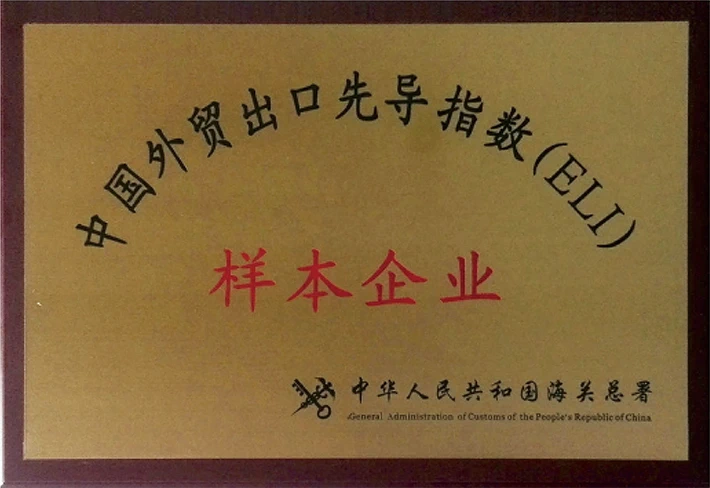 中国外贸出口先导指数(ELI)
样本企业
中华人民共和国海关总署
General Administration of Customs of the People's Republic of China